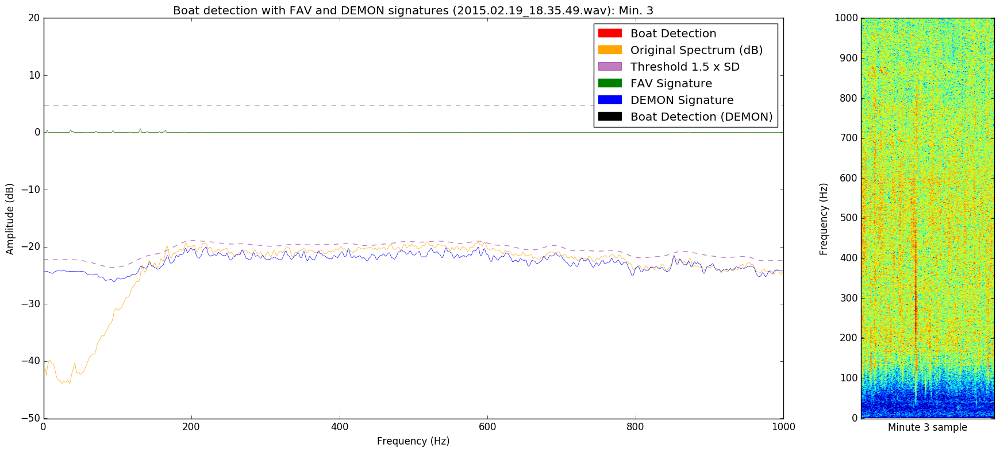 Boat detection with FAV and DEMON signatures (2015.02.19_18.35.49.wav): Min. 3
20
10
0
−10
−20
−30
−40
−50
Amplitude (dB)
0
200
400
600
800
1000
Frequency (Hz)
Boat Detection
Original Spectrum (dB)
Threshold 1.5 x SD
FAV Signature
DEMON Signature
Boat Detection (DEMON)
1000
900
800
700
600
500
400
300
200
100
0
Frequency (Hz)
Minute 3 sample